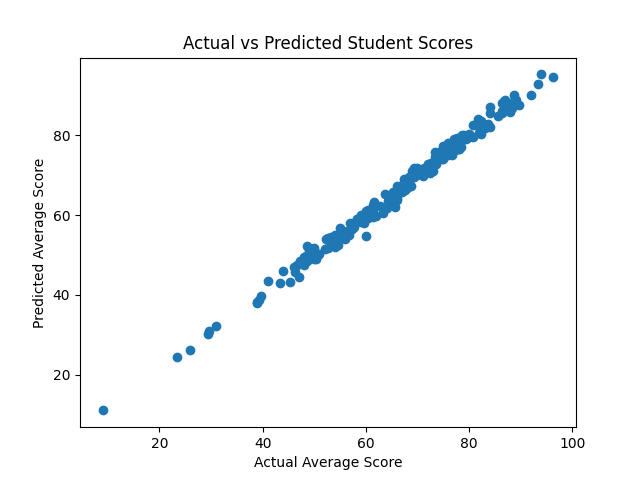 Actual vs Predicted Student Scores
Predicted Average Score
80
60
40
20
20 40 60 80 100
Actual Average Score